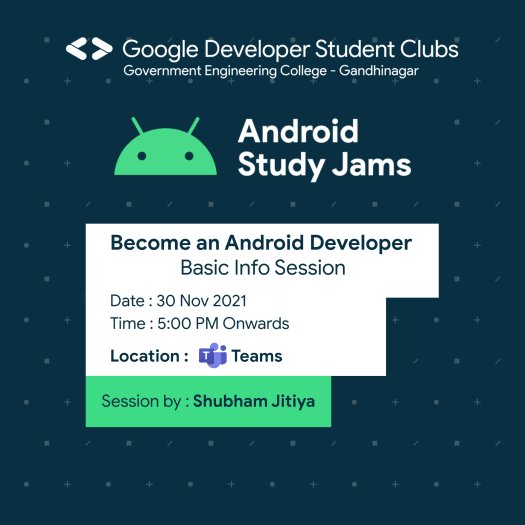 Google Developer Student Clubs
Government Engineering College - Gandhinagar
Android
Study Jams
Become an Android Developer
Basic Info Session
Date : 30 Nov 2021
Time : 5:00 PM Onwards
Location : T Teams
Session by : Shubham Jitiya